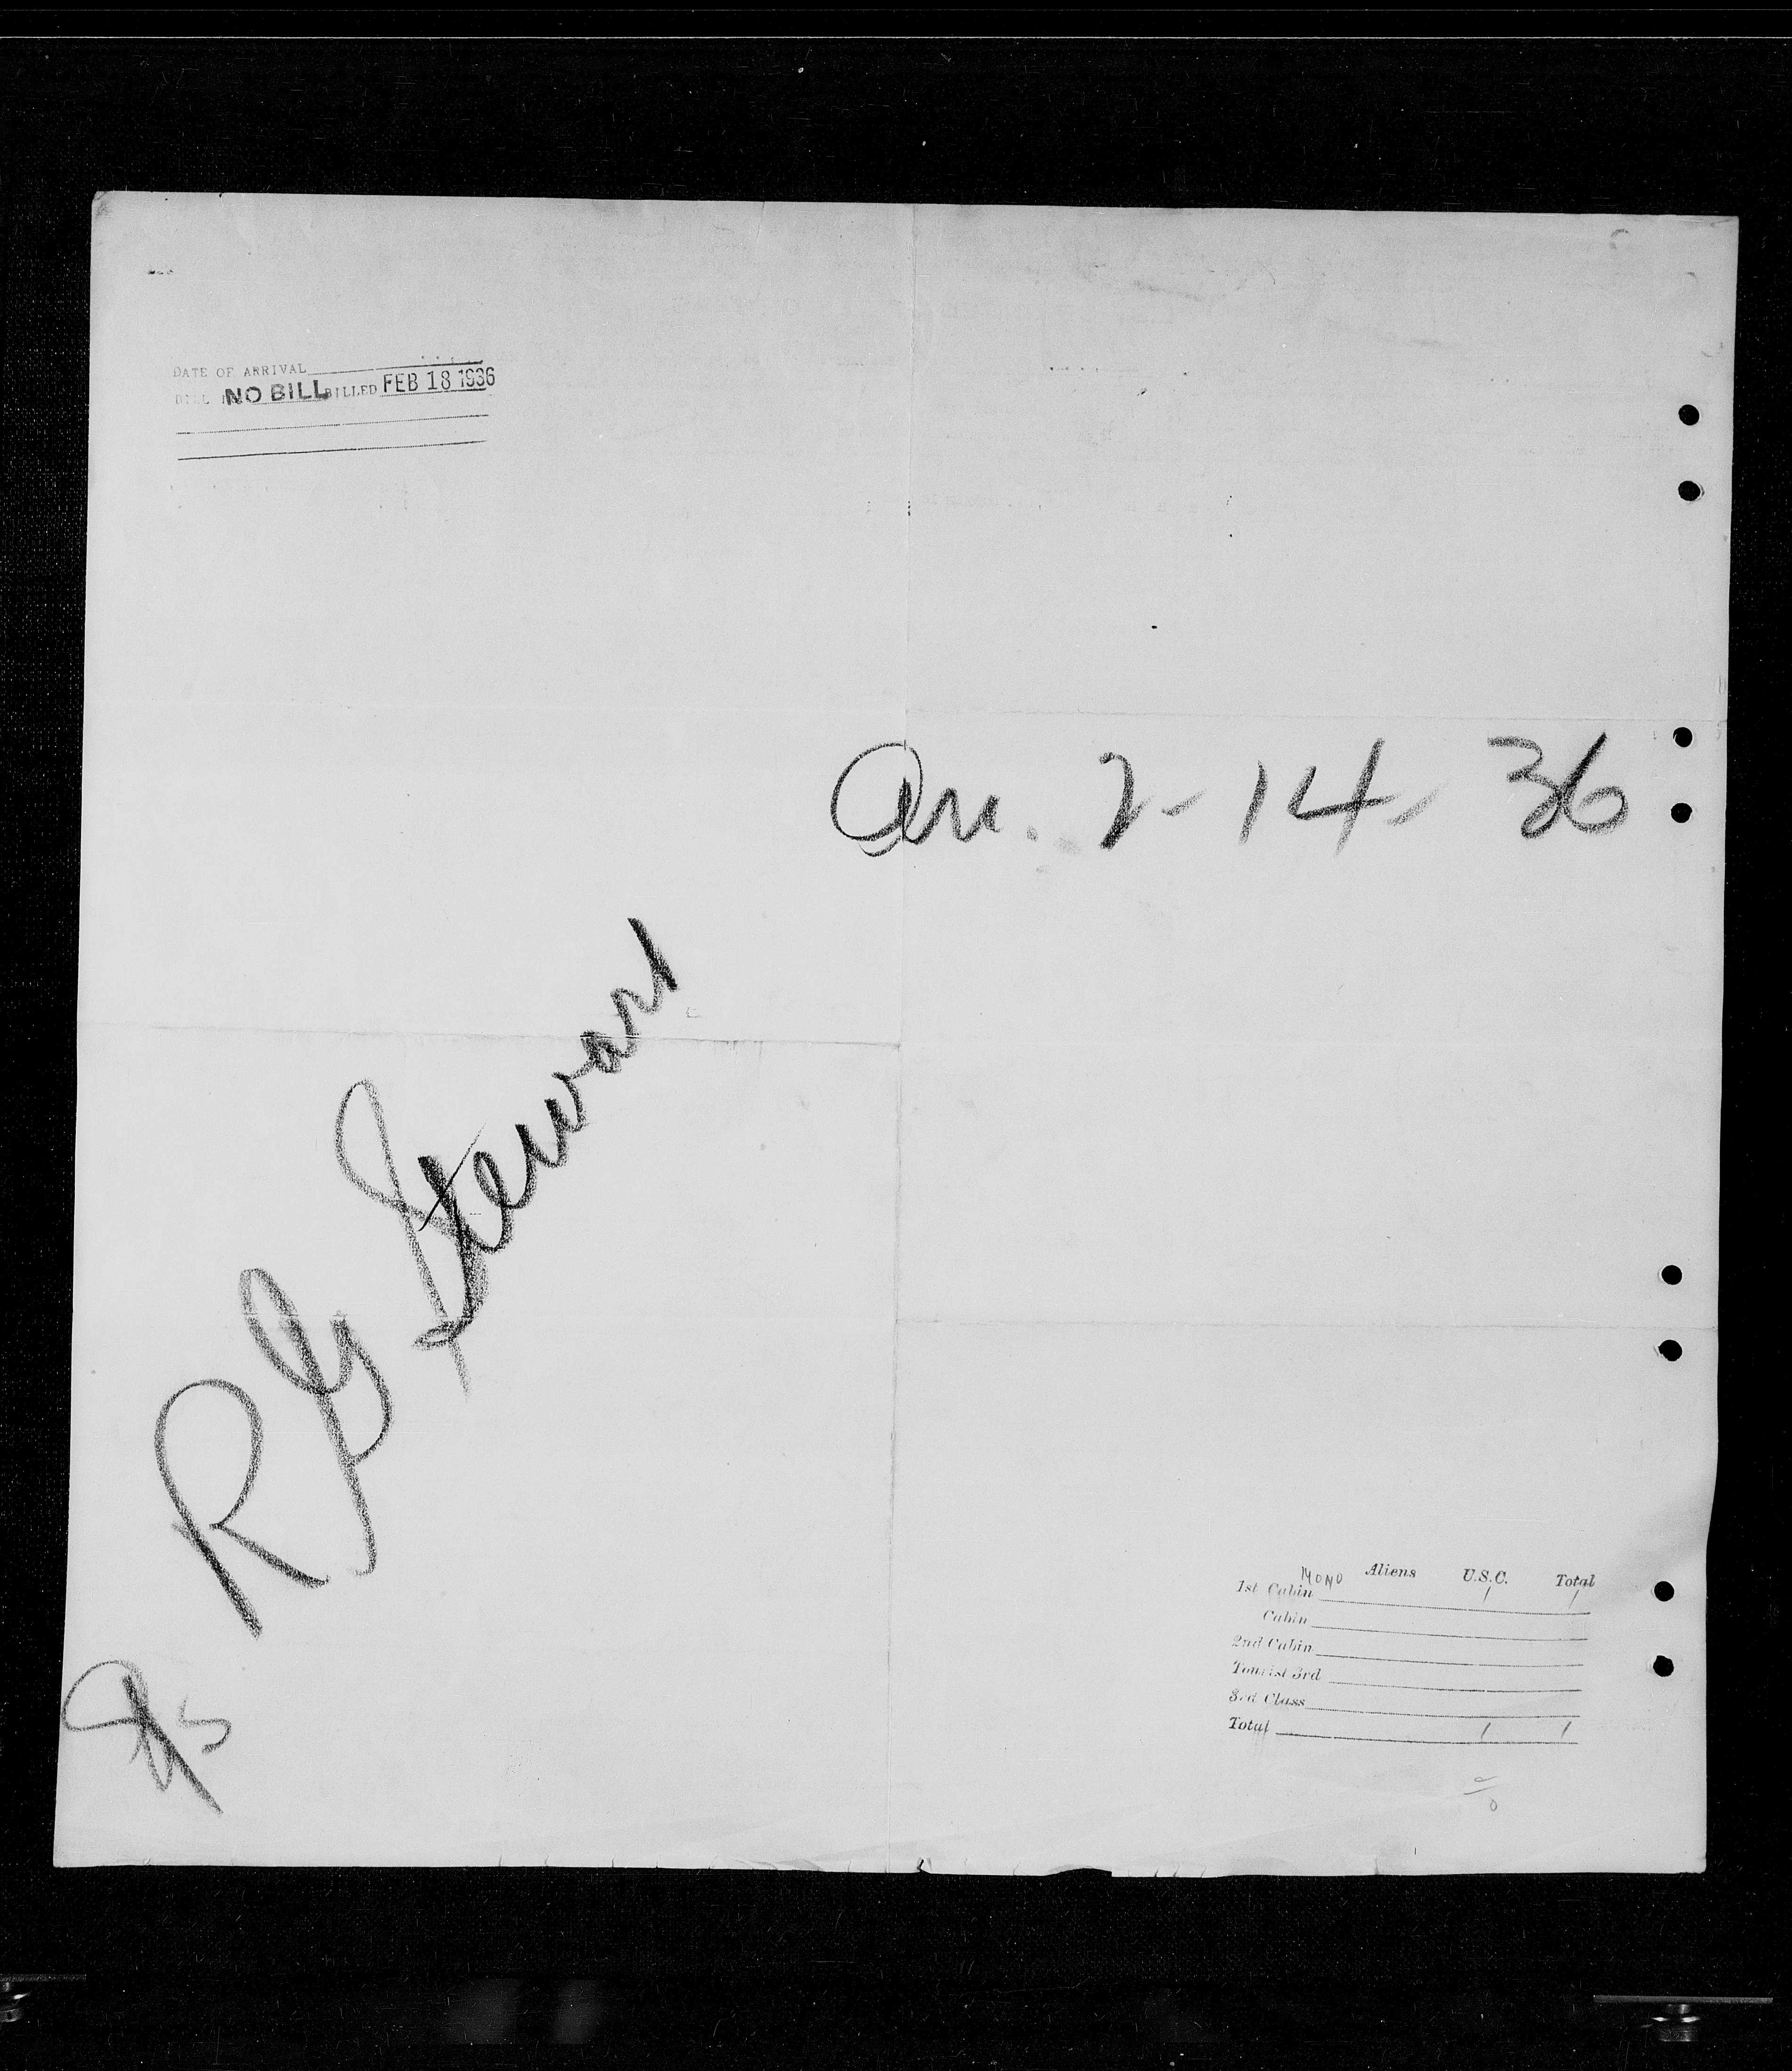 DATE OF ARRIVAL
BILL NO BILL BILLED FEB 18 1936
Arr. 2-14-36
R G Stewart
Aliens U.S.C. Total
1st Cabin 1 1
Cabin
2nd Cabin
Tourist 3rd
3rd Class
Total 1 1